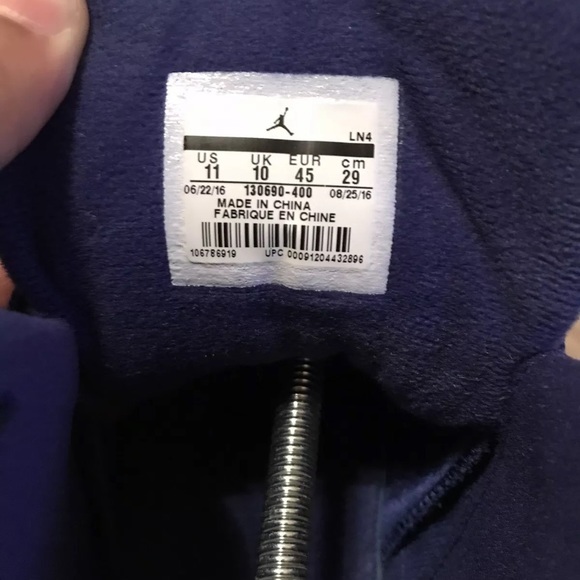 LN4
US UK EUR cm
11 10 45 29
06/22/16 130690-400 08/25/16
MADE IN CHINA
FABRIQUE EN CHINE
106786919 UPC 00091204432896